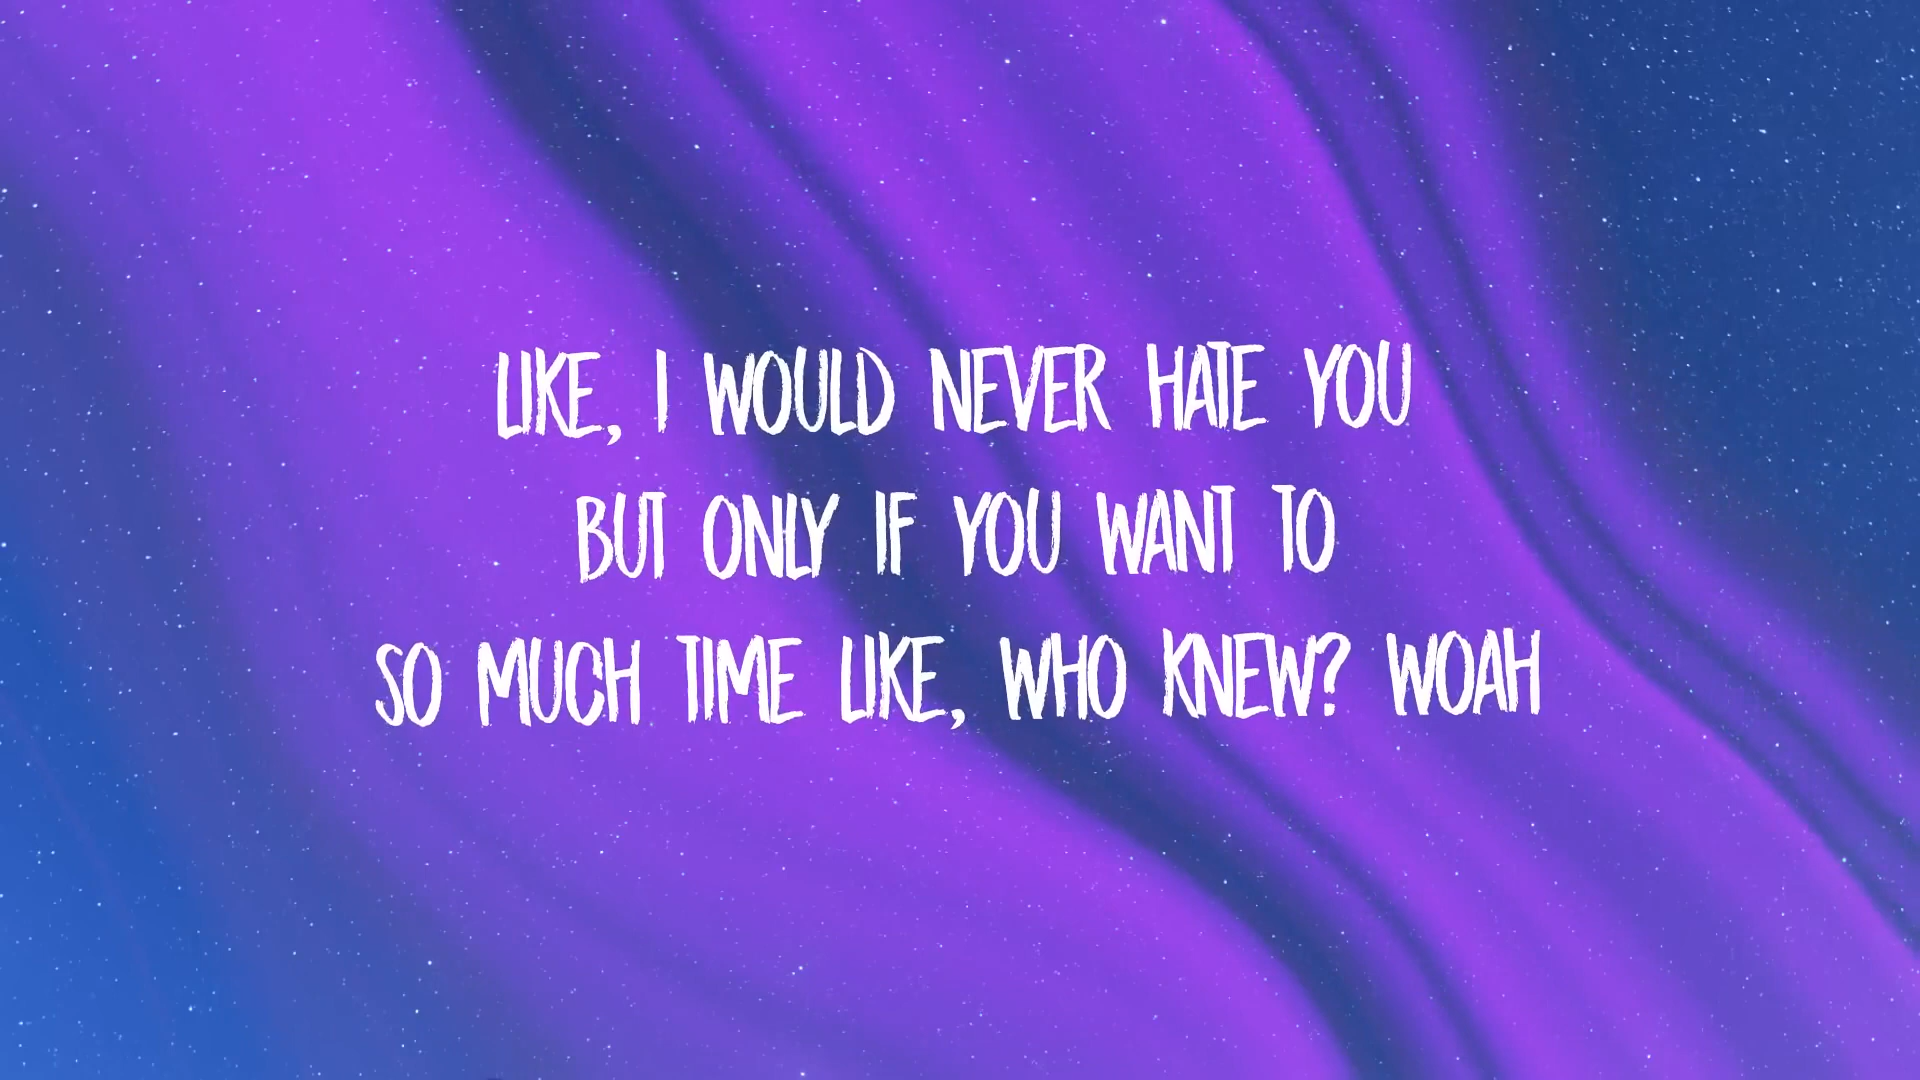 LIKE, I WOULD NEVER HATE YOU
BUT ONLY IF YOU WANT TO
SO MUCH TIME LIKE, WHO KNEW? WOAH